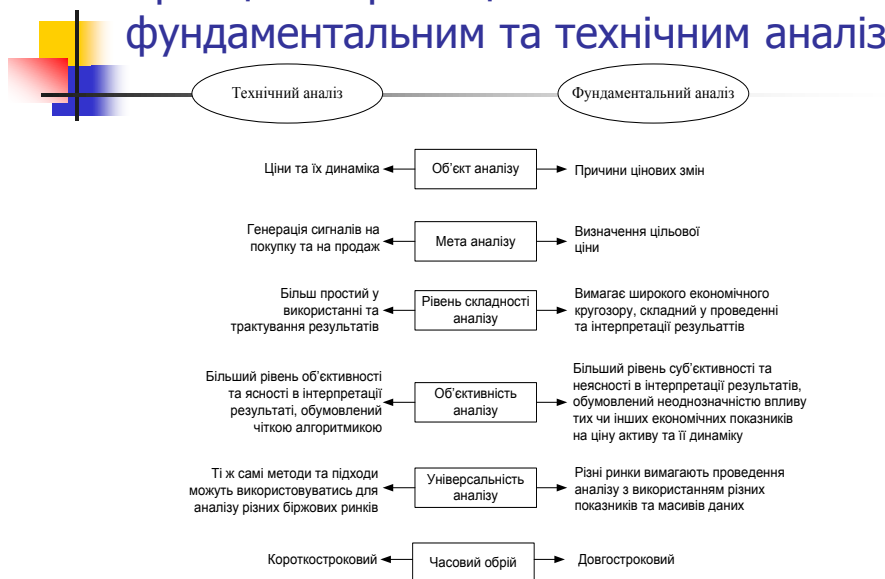 фундаментальним та технічним аналіз
Технічний аналіз
Фундаментальний аналіз
Ціни та їх динаміка
Об’єкт аналізу
Причини цінових змін
Генерація сигналів на
покупку та на продаж
Мета аналізу
Визначення цільової
ціни
Більш простий у
використанні та
трактування результатів
Рівень складності
аналізу
Вимагає широкого економічного
кругозору, складний у проведенні
та інтерпретації резульаттів
Більший рівень об’єктивності
та ясності в інтерпретації
результаті, обумовлений
чіткою алгоритмикою
Об’єктивність
аналізу
Більший рівень суб’єктивності та
неясності в інтерпретації результатів,
обумовлений неоднозначністю впливу
тих чи інших економічних показників
на ціну активу та її динаміку
Ті ж самі методи та підходи
можуть використовуватись для
аналізу різних біржових ринків
Універсальність
аналізу
Різні ринки вимагають проведення
аналізу з використанням різних
показників та масивів даних
Короткостроковий
Часовий обрій
Довгостроковий